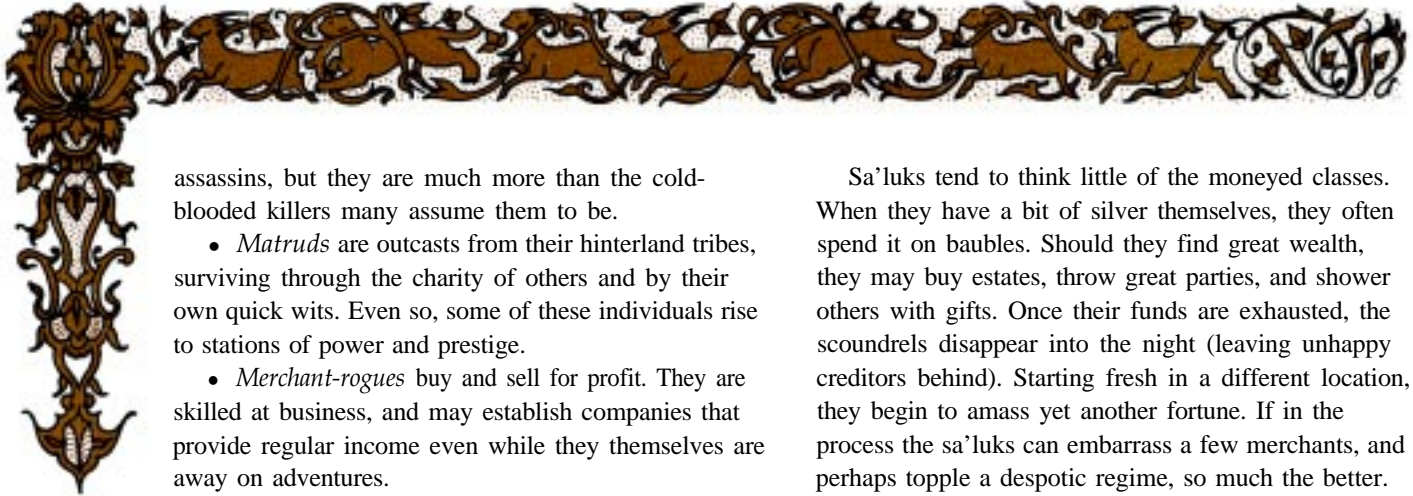 assassins, but they are much more than the cold-
blooded killers many assume them to be.
• Matruds are outcasts from their hinterland tribes,
surviving through the charity of others and by their
own quick wits. Even so, some of these individuals rise
to stations of power and prestige.
• Merchant-rogues buy and sell for profit. They are
skilled at business, and may establish companies that
provide regular income even while they themselves are
away on adventures.
Sa’luks tend to think little of the moneyed classes.
When they have a bit of silver themselves, they often
spend it on baubles. Should they find great wealth,
they may buy estates, throw great parties, and shower
others with gifts. Once their funds are exhausted, the
scoundrels disappear into the night (leaving unhappy
creditors behind). Starting fresh in a different location,
they begin to amass yet another fortune. If in the
process the sa’luks can embarrass a few merchants, and
perhaps topple a despotic regime, so much the better.